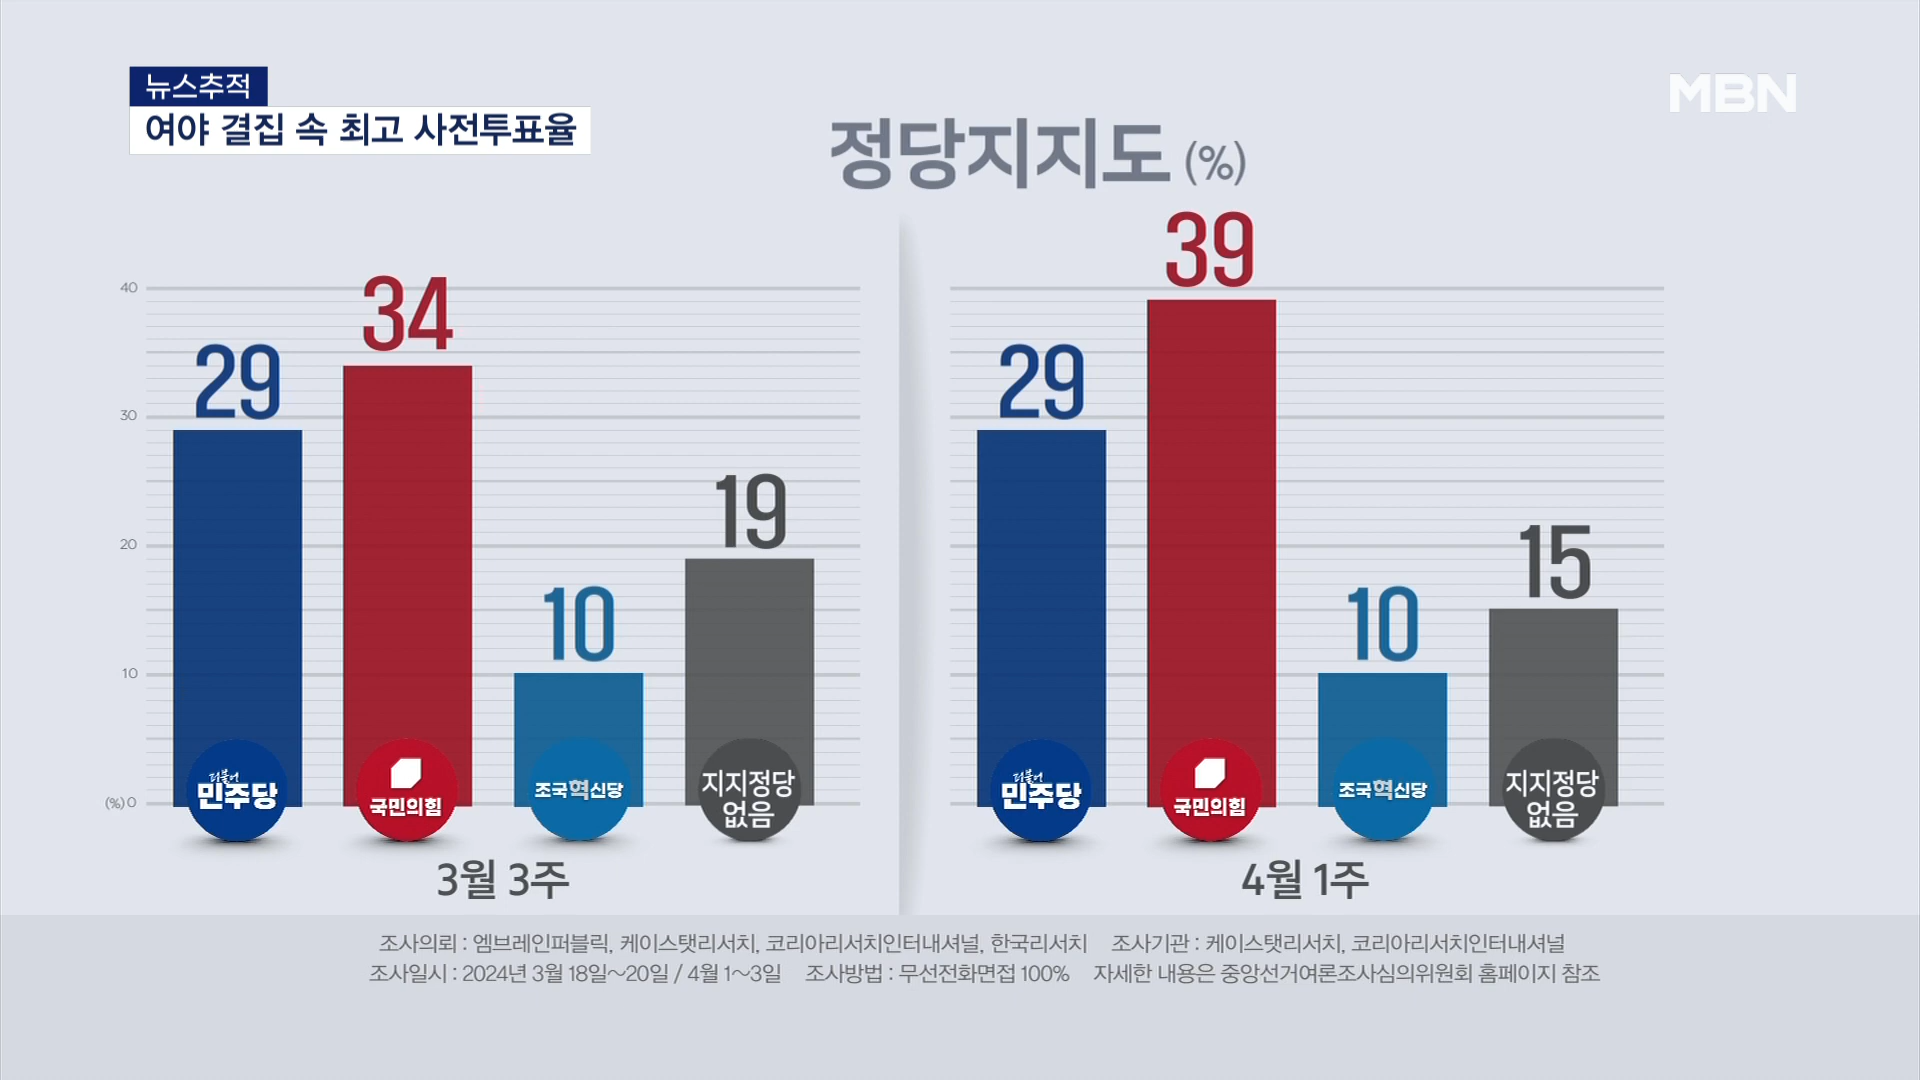 뉴스추적
여야 결집 속 최고 사전투표율
MBN
정당지지도 (%)
40
30
20
10
(%) 0
29
34
10
19
더불어
민주당
국민의힘
조국혁신당
지지정당
없음
3월 3주
29
39
10
15
더불어
민주당
국민의힘
조국혁신당
지지정당
없음
4월 1주
조사의뢰 : 엠브레인퍼블릭, 케이스탯리서치, 코리아리서치인터내셔널, 한국리서치 조사기관 : 케이스탯리서치, 코리아리서치인터내셔널
조사일시 : 2024년 3월 18일~20일 / 4월 1~3일 조사방법 : 무선전화면접 100% 자세한 내용은 중앙선거여론조사심의위원회 홈페이지 참조